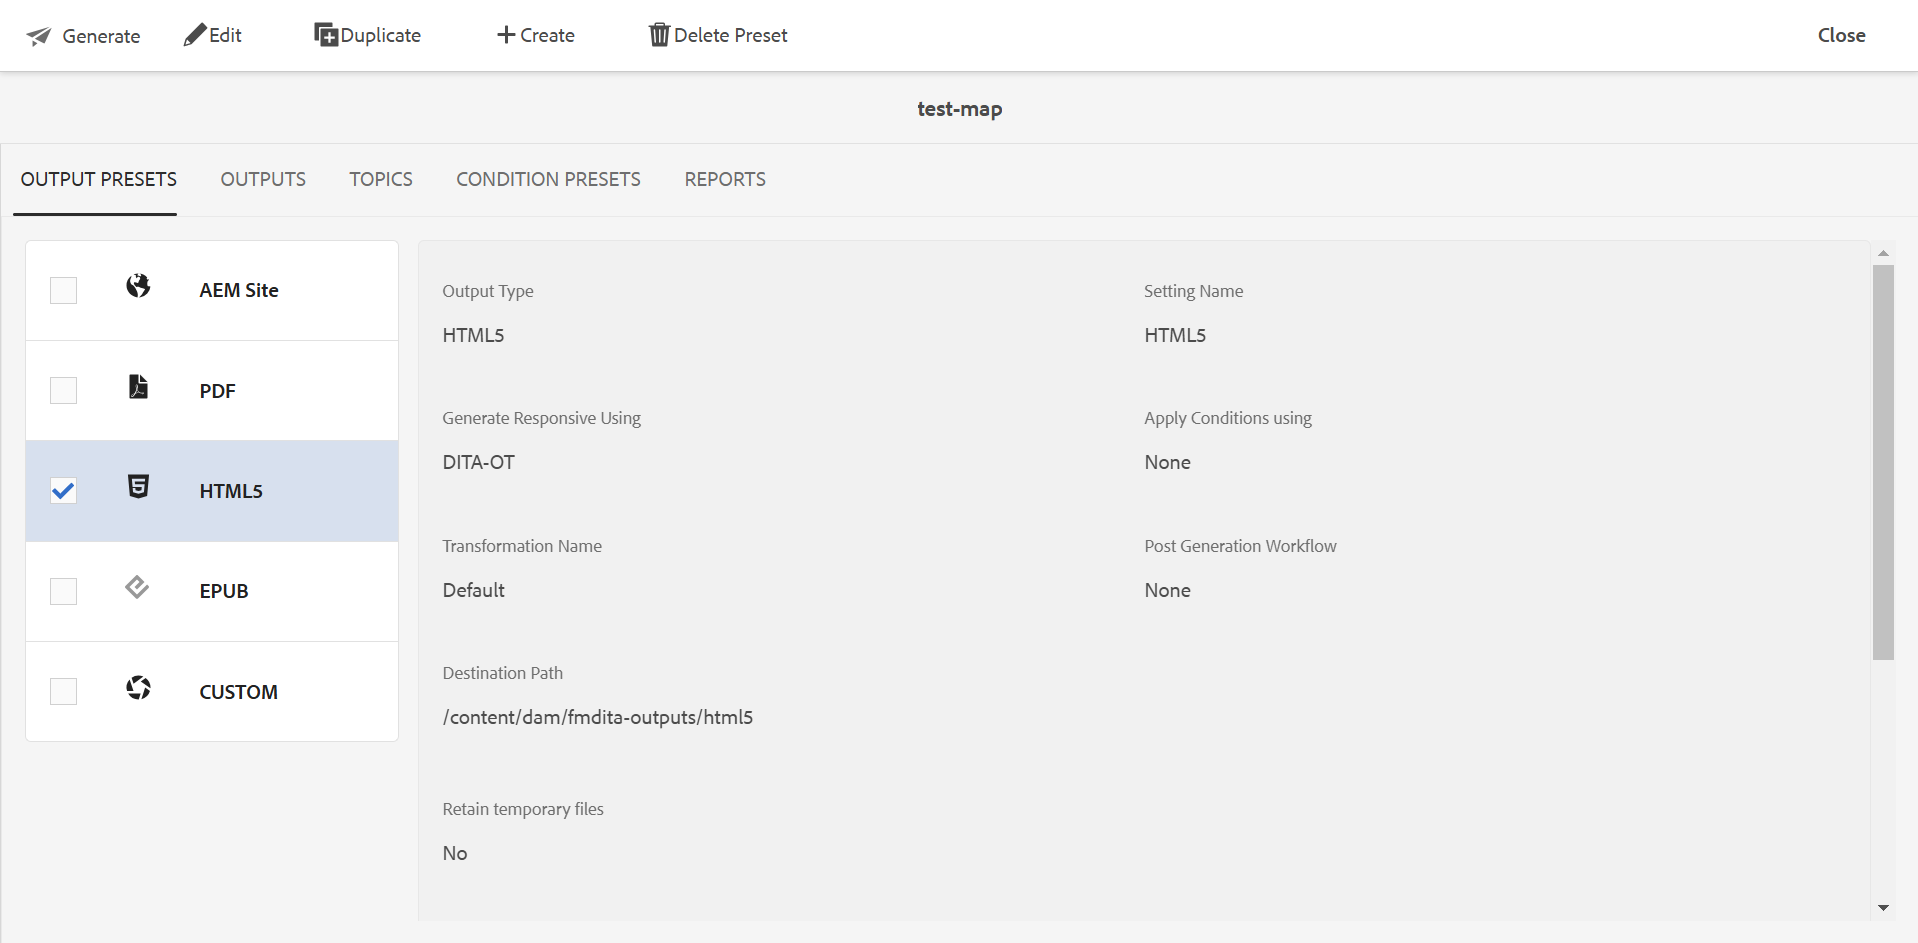 Generate Edit Duplicate Create Delete Preset Close
test-map
OUTPUT PRESETS OUTPUTS TOPICS CONDITION PRESETS REPORTS
AEM Site
PDF
HTML5
EPUB
CUSTOM
Output Type
HTML5
Setting Name
HTML5
Generate Responsive Using
DITA-OT
Apply Conditions using
None
Transformation Name
Default
Post Generation Workflow
None
Destination Path
/content/dam/fmdita-outputs/html5
Retain temporary files
No